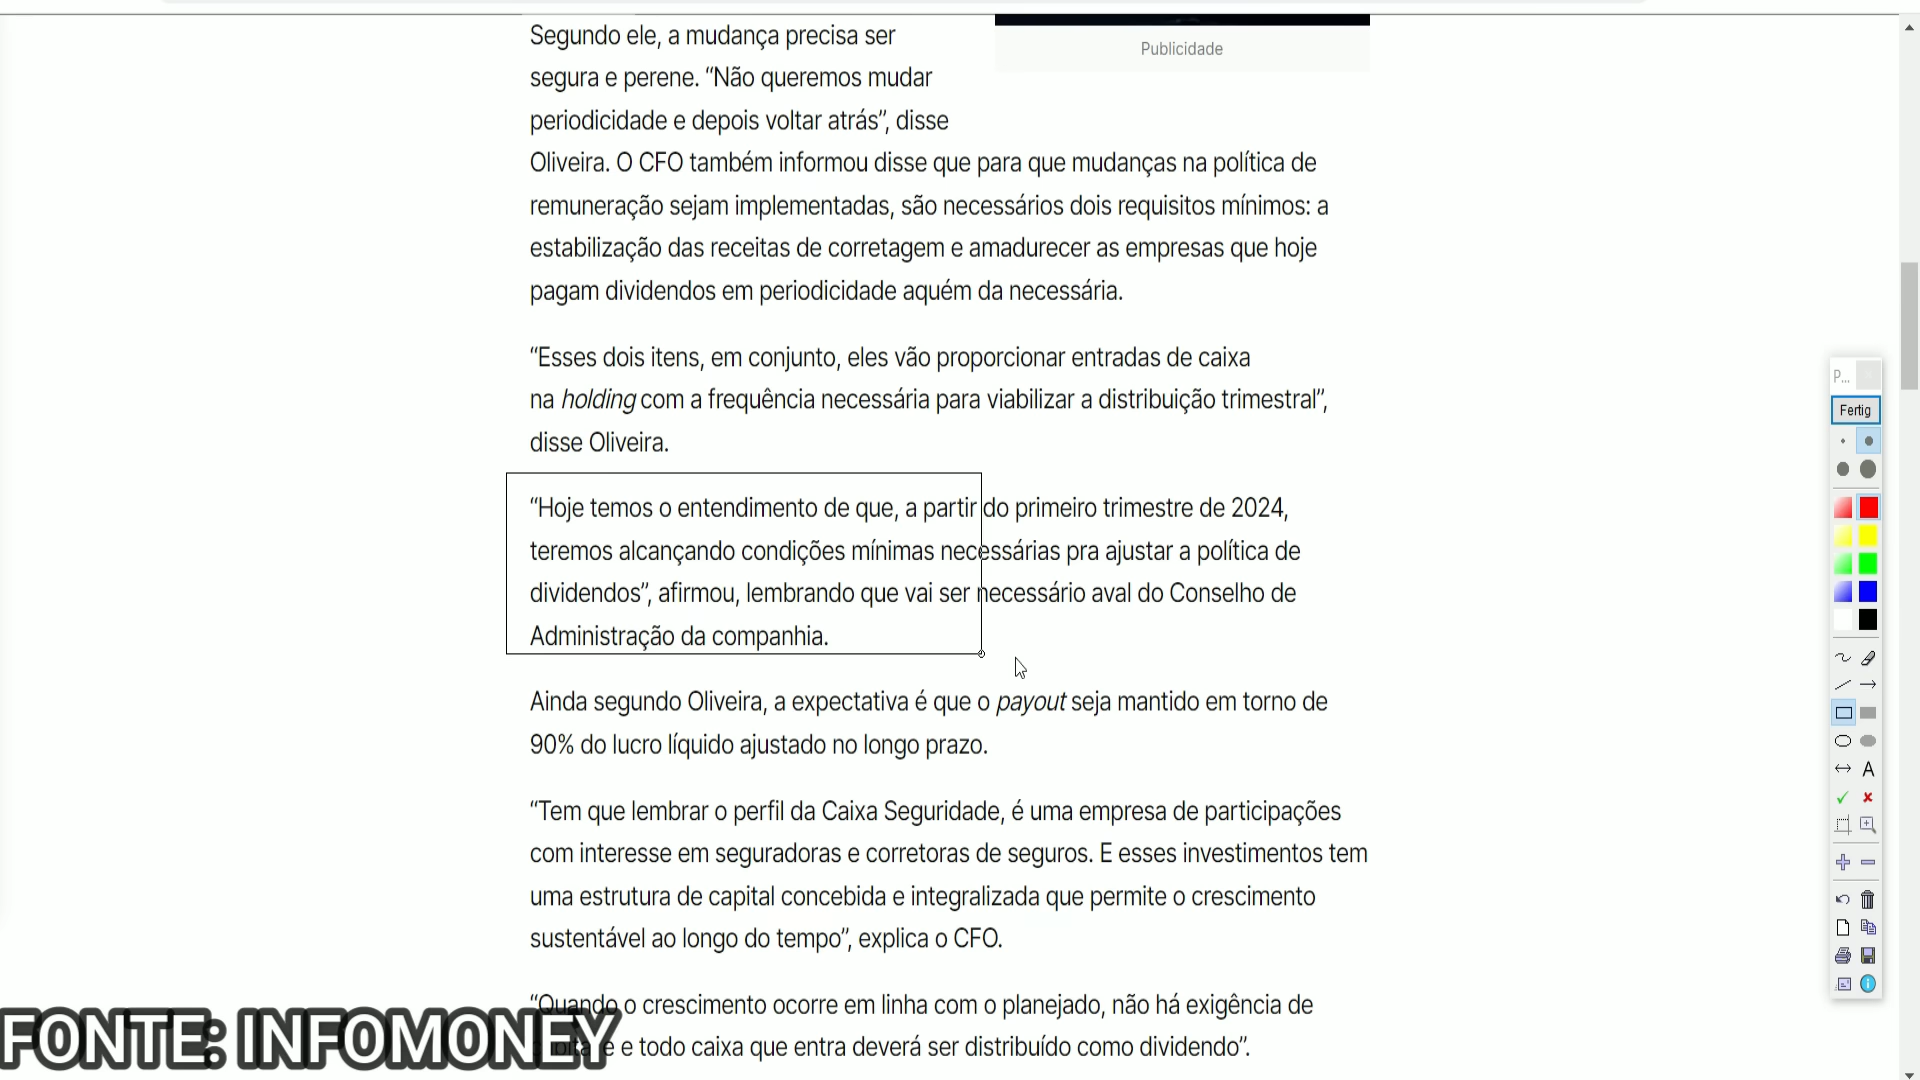 Segundo ele, a mudança precisa ser
segura e perene. “Não queremos mudar
periodicidade e depois voltar atrás”, disse
Oliveira. O CFO também informou disse que para que mudanças na política de
remuneração sejam implementadas, são necessários dois requisitos mínimos: a
estabilização das receitas de corretagem e amadurecer as empresas que hoje
pagam dividendos em periodicidade aquém da necessária.
Publicidade
“Esses dois itens, em conjunto, eles vão proporcionar entradas de caixa
na holding com a frequência necessária para viabilizar a distribuição trimestral”,
disse Oliveira.
“Hoje temos o entendimento de que, a partir do primeiro trimestre de 2024,
teremos alcançando condições mínimas necessárias pra ajustar a política de
dividendos”, afirmou, lembrando que vai ser necessário aval do Conselho de
Administração da companhia.
Ainda segundo Oliveira, a expectativa é que o payout seja mantido em torno de
90% do lucro líquido ajustado no longo prazo.
“Tem que lembrar o perfil da Caixa Seguridade, é uma empresa de participações
com interesse em seguradoras e corretoras de seguros. E esses investimentos tem
uma estrutura de capital concebida e integralizada que permite o crescimento
sustentável ao longo do tempo”, explica o CFO.
“Quando o crescimento ocorre em linha com o planejado, não há exigência de
e todo caixa que entra deverá ser distribuído como dividendo”.
FONTE: INFOMONEY
P...
Fertig
A